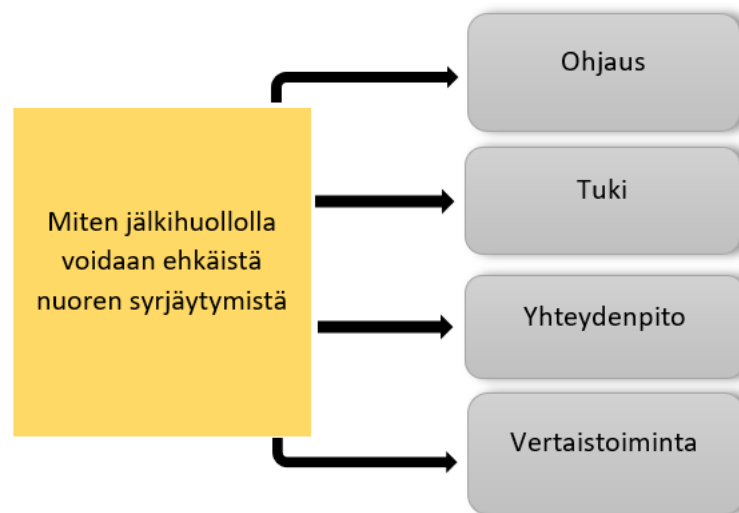 Miten jälkihuollolla
voidaan ehkäistä
nuoren syrjäytymistä
Ohjaus
Tuki
Yhteydenpito
Vertaistoiminta